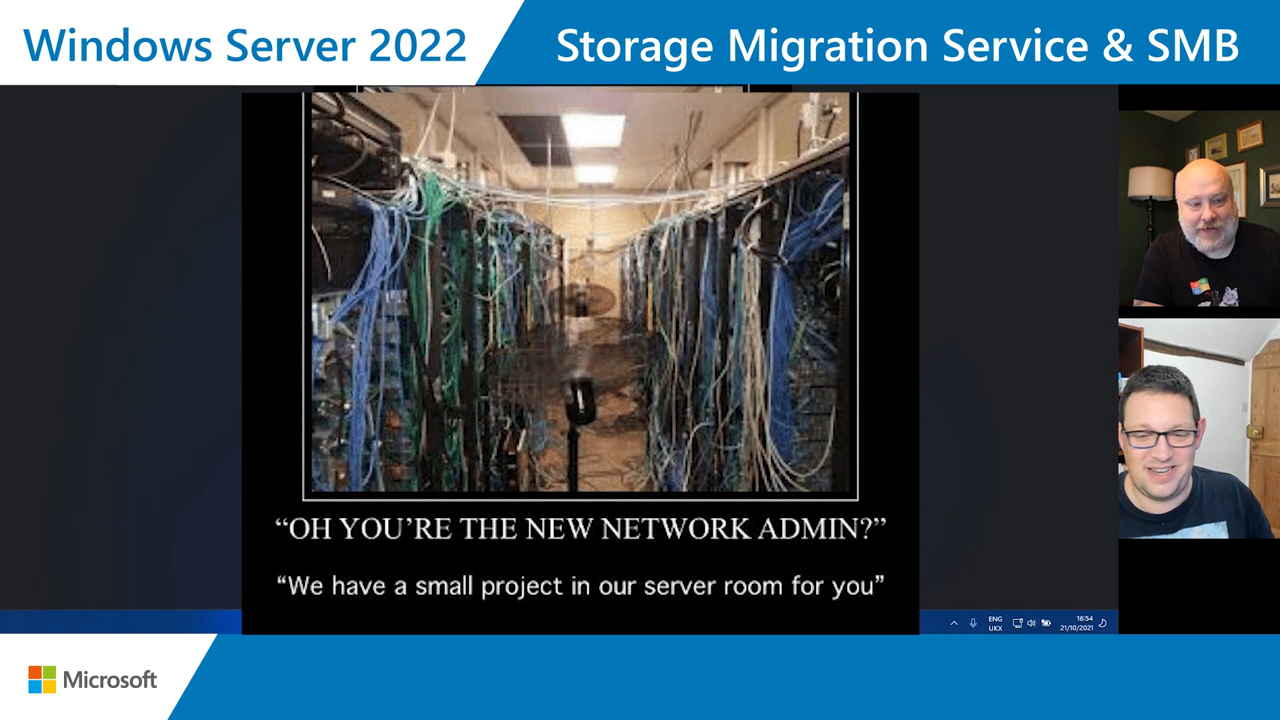 Windows Server 2022
Storage Migration Service & SMB
“OH YOU’RE THE NEW NETWORK ADMIN?”
“We have a small project in our server room for you”
ENG
UKX
16:54
21/10/2021
Microsoft